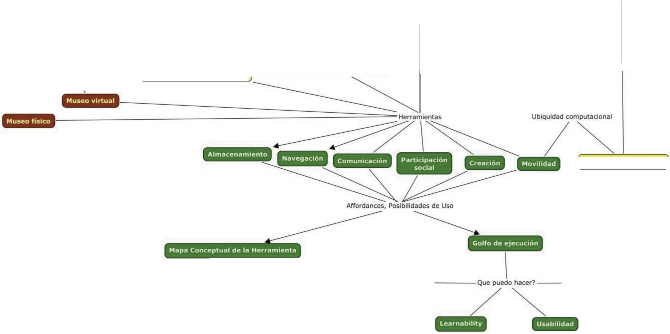 Museo virtual
Museo físico
Herramientas
Ubiquidad computacional
Almacenamiento
Navegación
Comunicación
Participación
social
Creación
Movilidad
Affordances, Posibilidades de Uso
Mapa Conceptual de la Herramienta
Golfo de ejecución
Que puedo hacer?
Learnability
Usabilidad